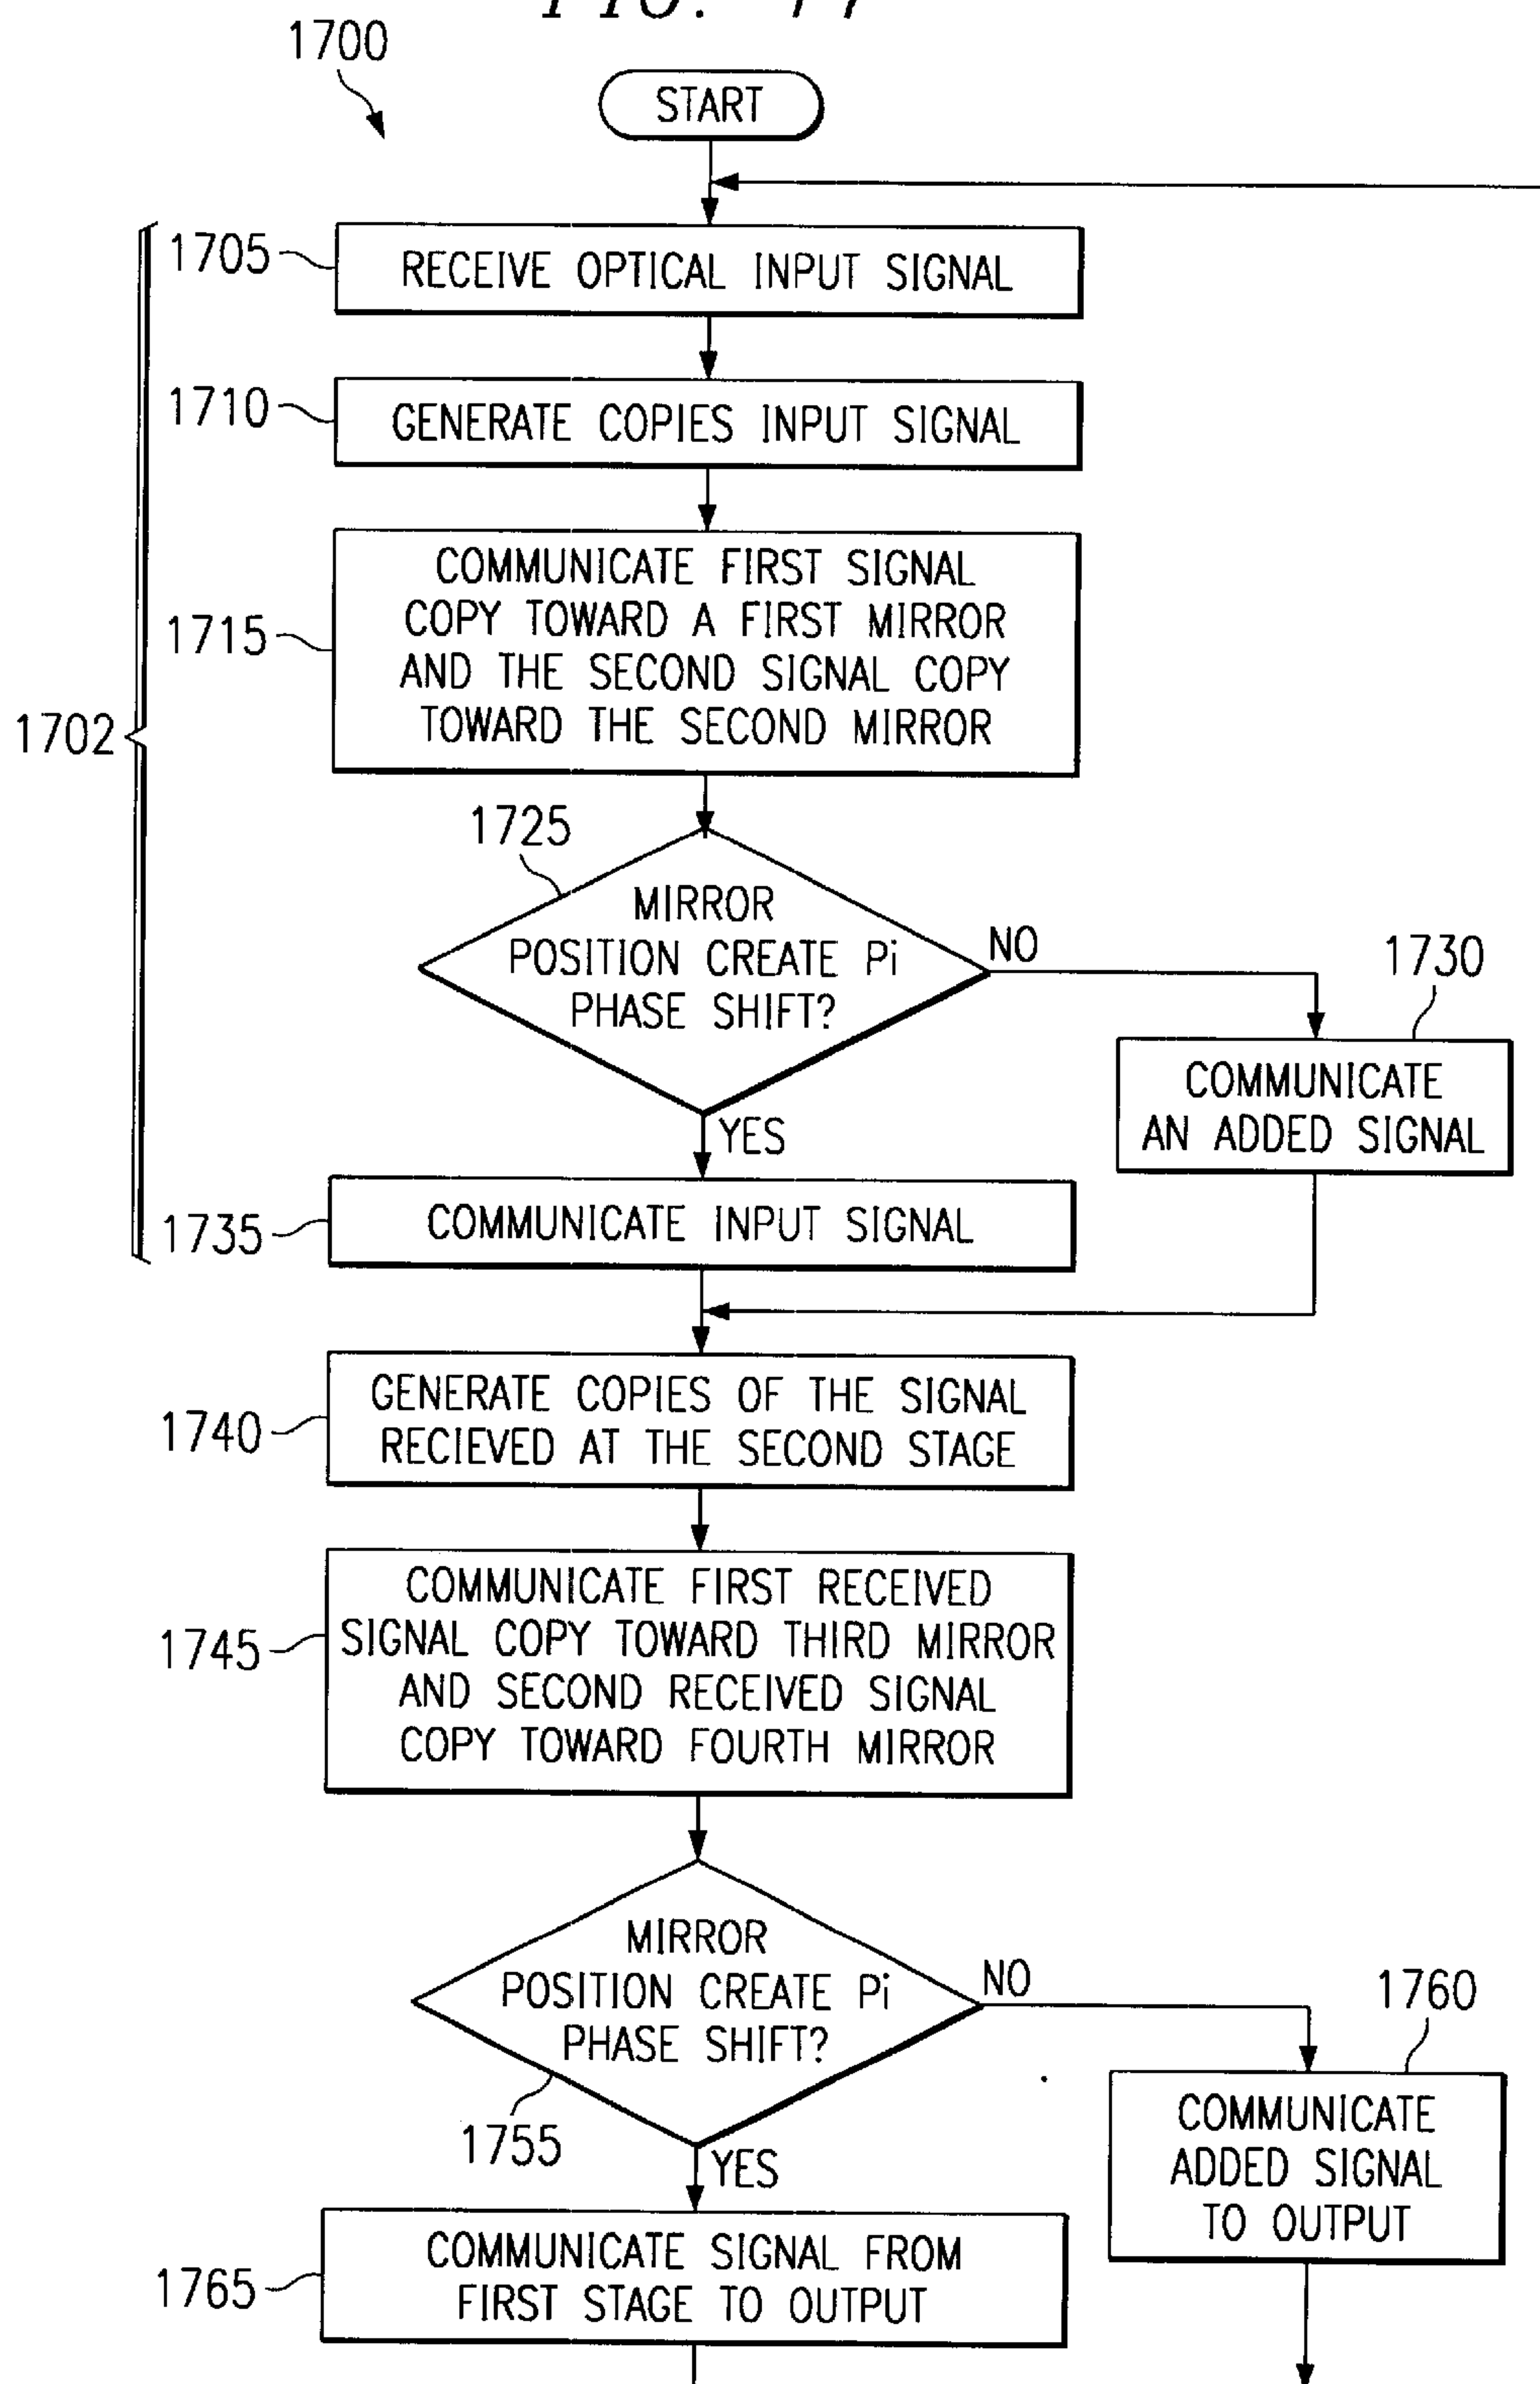 FIG. 17
1700
START
1705
RECEIVE OPTICAL INPUT SIGNAL
1710
GENERATE COPIES INPUT SIGNAL
1715
COMMUNICATE FIRST SIGNAL
COPY TOWARD A FIRST MIRROR
AND THE SECOND SIGNAL COPY
TOWARD THE SECOND MIRROR
1702
1725
MIRROR
POSITION CREATE Pi
PHASE SHIFT?
NO
1730
COMMUNICATE
AN ADDED SIGNAL
YES
1735
COMMUNICATE INPUT SIGNAL
1740
GENERATE COPIES OF THE SIGNAL
RECIEVED AT THE SECOND STAGE
1745
COMMUNICATE FIRST RECEIVED
SIGNAL COPY TOWARD THIRD MIRROR
AND SECOND RECEIVED SIGNAL
COPY TOWARD FOURTH MIRROR
MIRROR
POSITION CREATE Pi
PHASE SHIFT?
NO
1760
1755
YES
COMMUNICATE
ADDED SIGNAL
TO OUTPUT
1765
COMMUNICATE SIGNAL FROM
FIRST STAGE TO OUTPUT